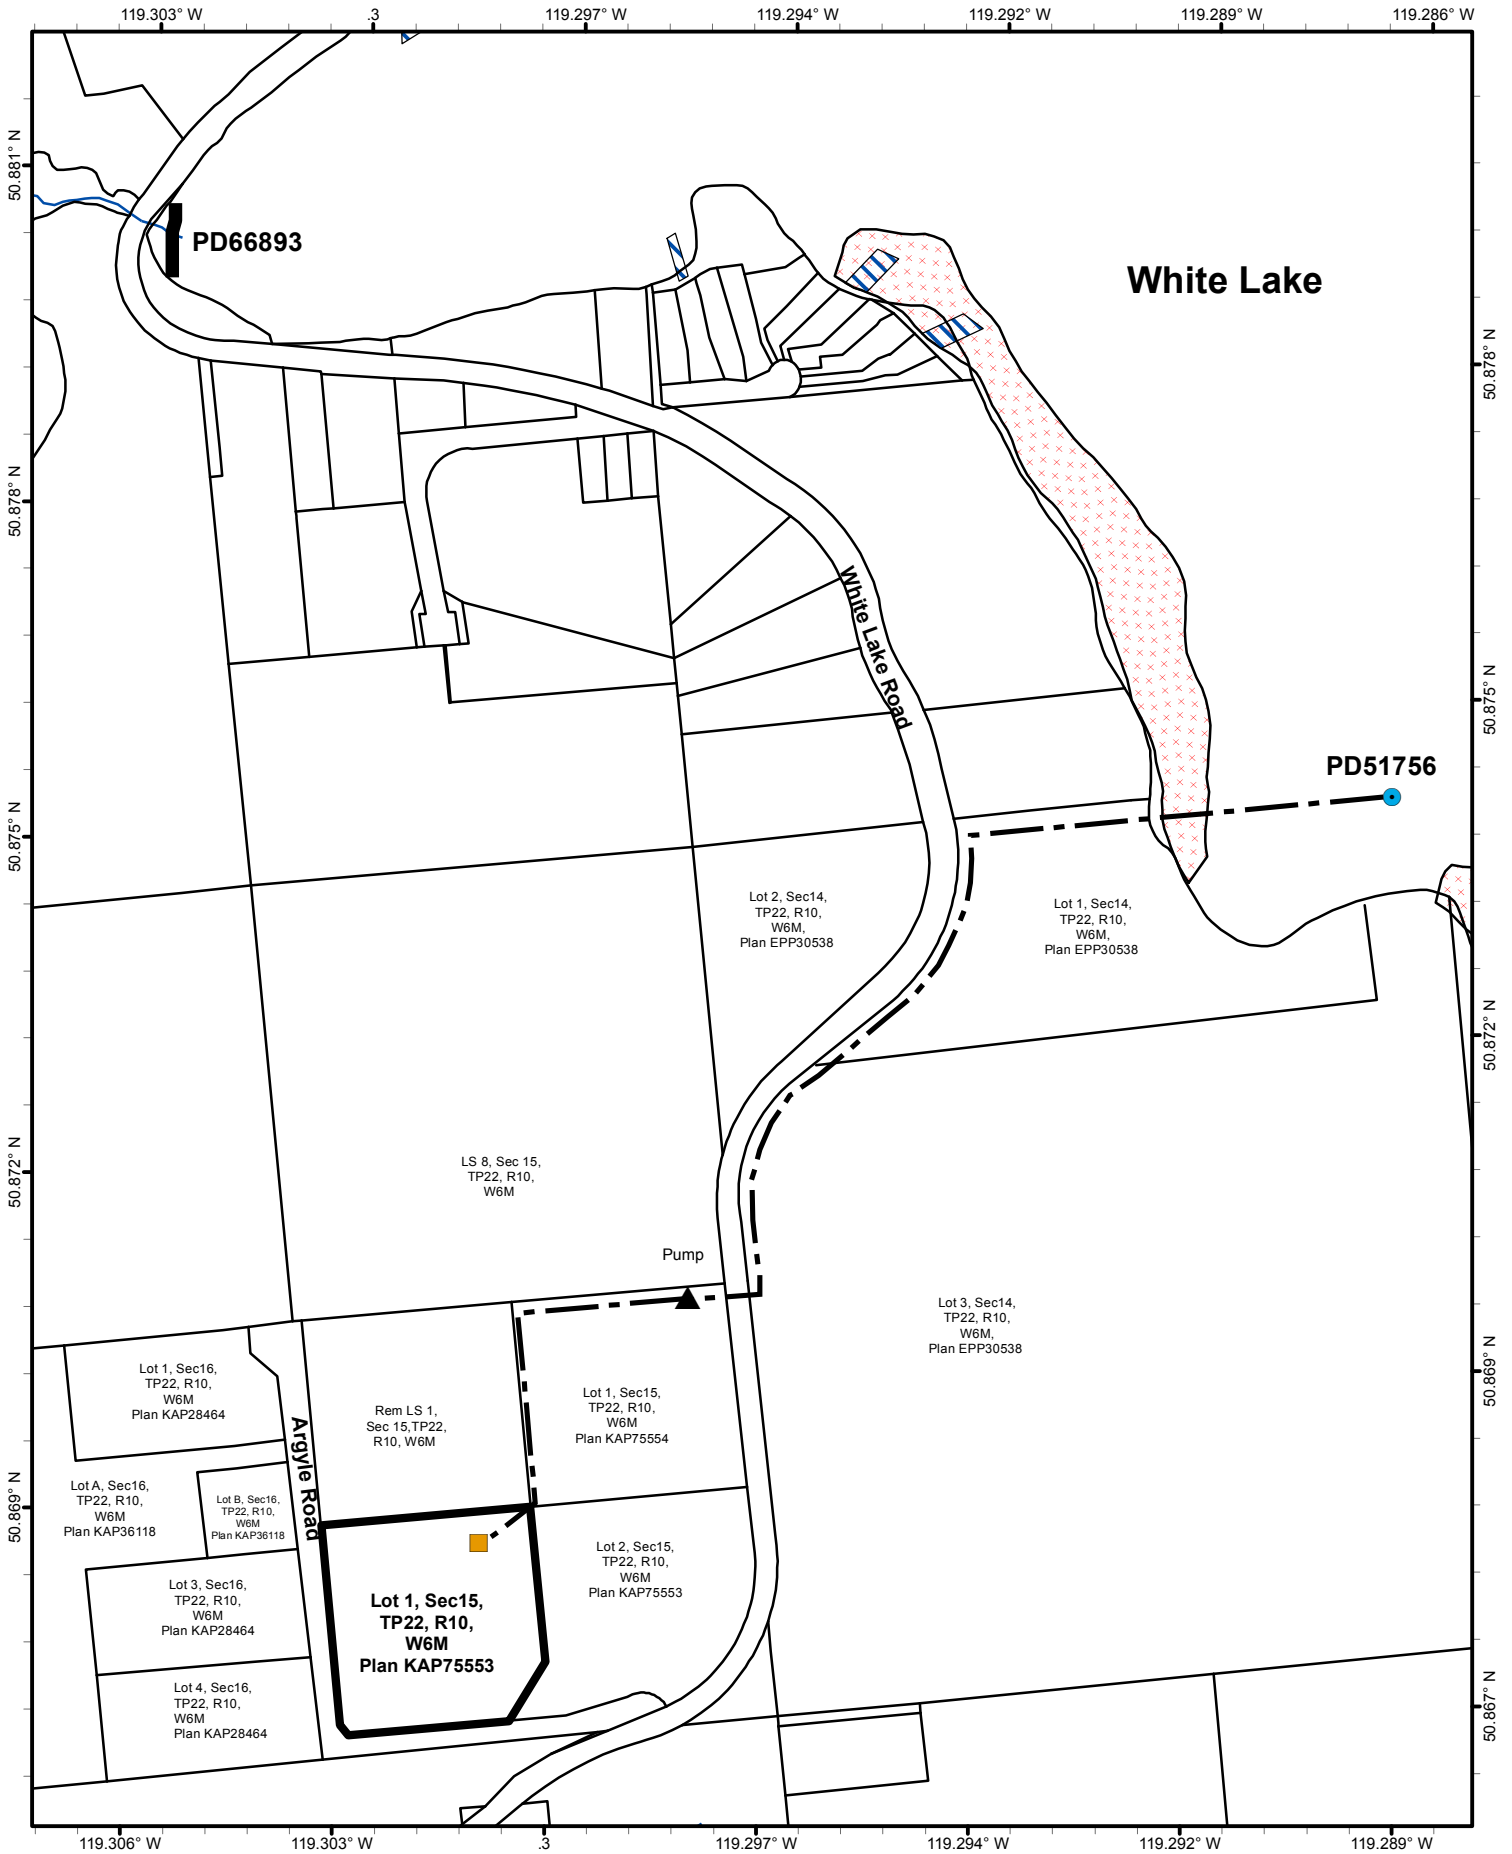 119.303° W
.3
119.297° W
119.294° W
119.292° W
119.289° W
119.286° W
50.881° N
50.878° N
50.875° N
50.872° N
50.869° N
50.878° N
50.875° N
50.872° N
50.869° N
50.867° N
PD66893
White Lake
White Lake Road
PD51756
Lot 2, Sec14,
TP22, R10,
W6M,
Plan EPP30538
Lot 1, Sec14,
TP22, R10,
W6M,
Plan EPP30538
LS 8, Sec 15,
TP22, R10,
W6M
Pump
Lot 3, Sec14,
TP22, R10,
W6M,
Plan EPP30538
Lot 1, Sec16,
TP22, R10,
W6M
Plan KAP28464
Rem LS 1,
Sec 15,TP22,
R10, W6M
Lot 1, Sec15,
TP22, R10,
W6M
Plan KAP75554
Argyle Road
Lot A, Sec16,
TP22, R10,
W6M
Plan KAP36118
Lot B, Sec16,
TP22, R10,
W6M
Plan KAP36118
Lot 2, Sec15,
TP22, R10,
W6M
Plan KAP75553
Lot 3, Sec16,
TP22, R10,
W6M
Plan KAP28464
Lot 1, Sec15,
TP22, R10,
W6M
Plan KAP75553
Lot 4, Sec16,
TP22, R10,
W6M
Plan KAP28464
119.306° W
119.303° W
.3
119.297° W
119.294° W
119.292° W
119.289° W